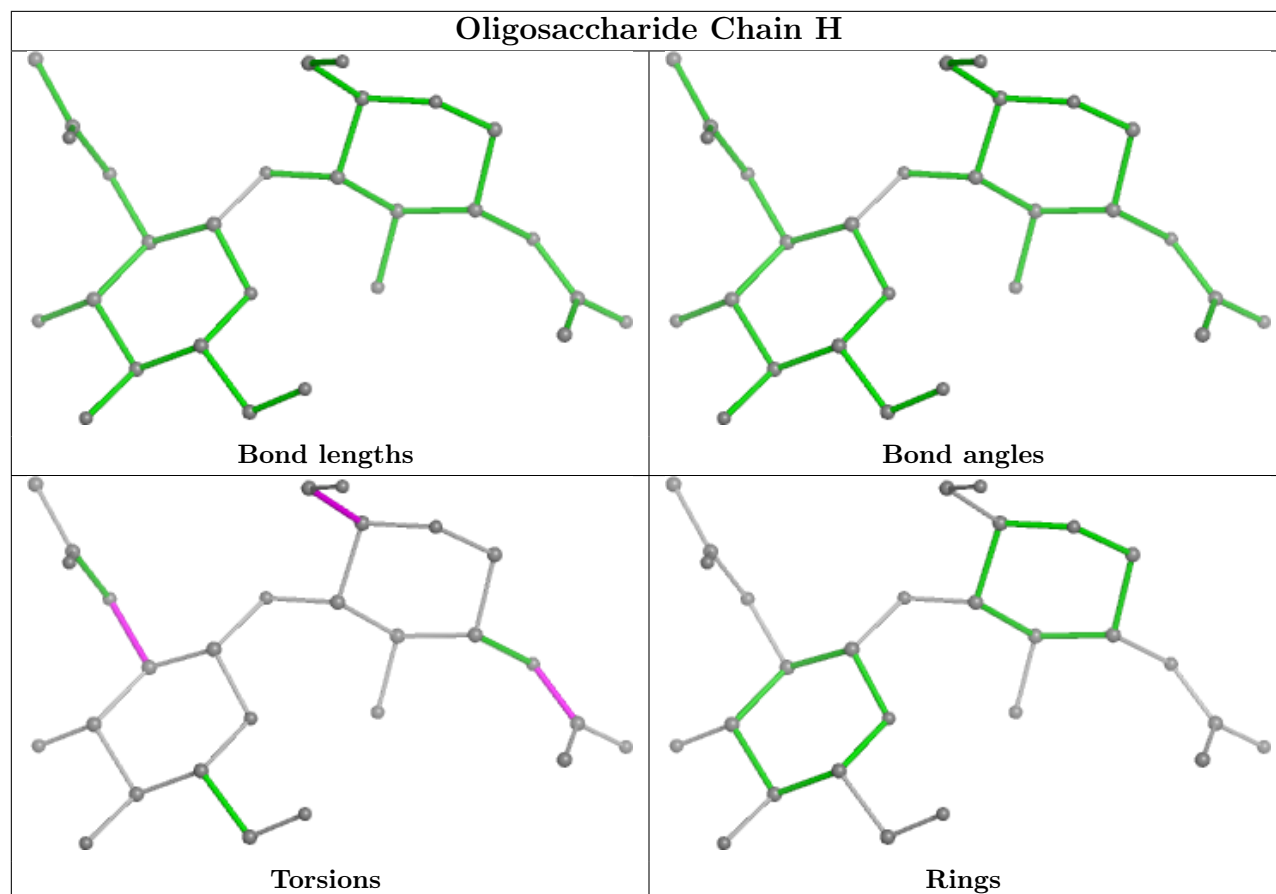 Oligosaccharide Chain H
Bond lengths
Bond angles
Torsions
Rings